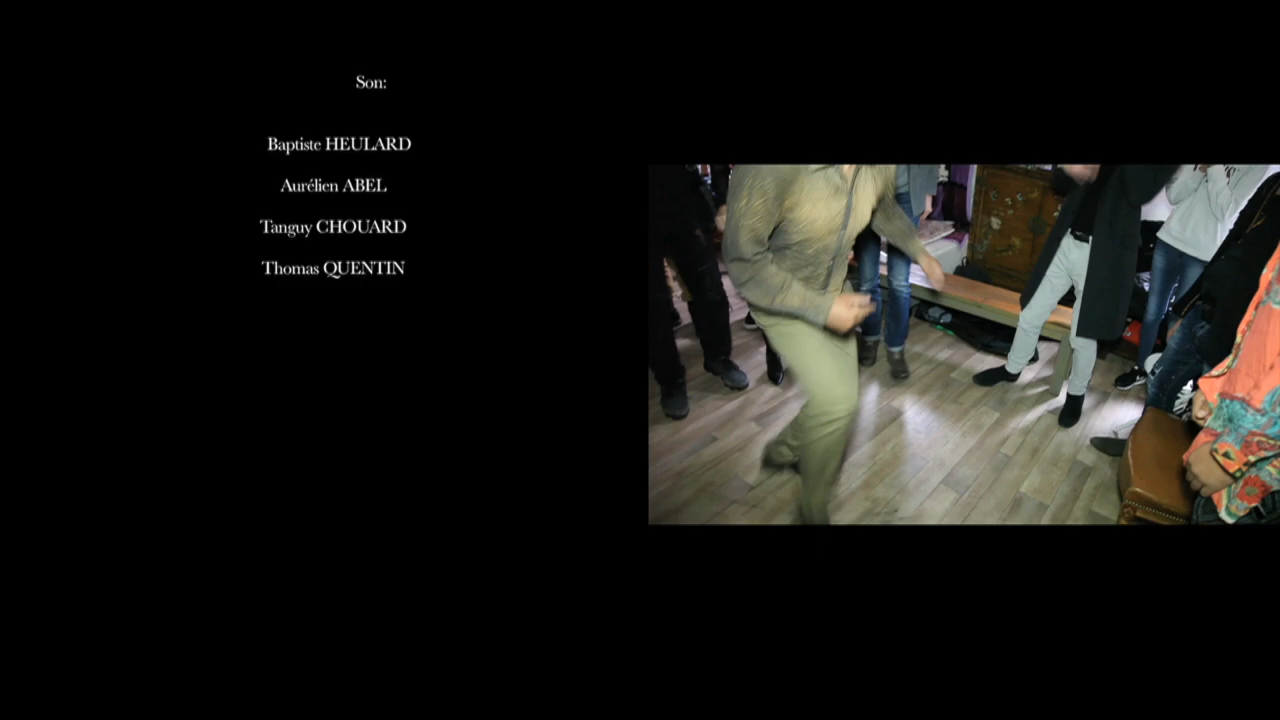 Son:
Baptiste HEULARD
Aurélien ABEL
Tanguy CHOUARD
Thomas QUENTIN